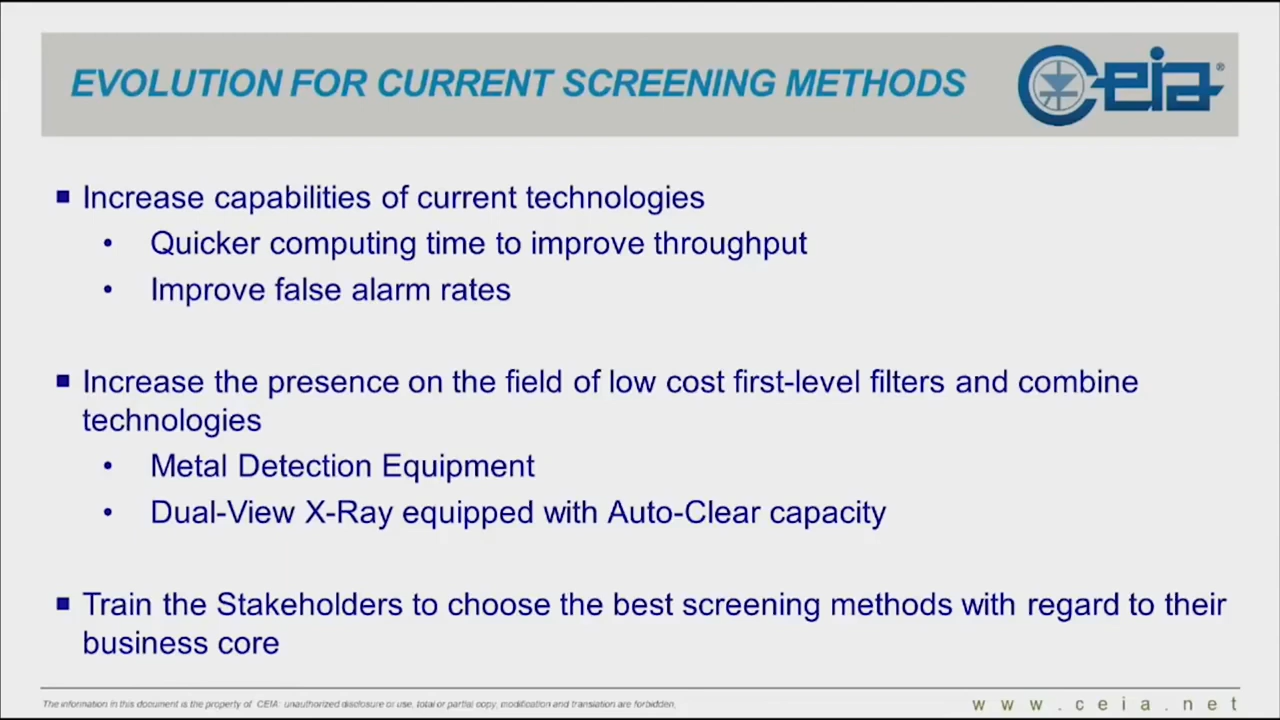 EVOLUTION FOR CURRENT SCREENING METHODS
Ceia®
■ Increase capabilities of current technologies
• Quicker computing time to improve throughput
• Improve false alarm rates
■ Increase the presence on the field of low cost first-level filters and combine
technologies
• Metal Detection Equipment
• Dual-View X-Ray equipped with Auto-Clear capacity
■ Train the Stakeholders to choose the best screening methods with regard to their
business core
The information in this document is the property of CEIA: unauthorized disclosure or use, total or partial copy, modification and translation are forbidden.
www.ceia.net